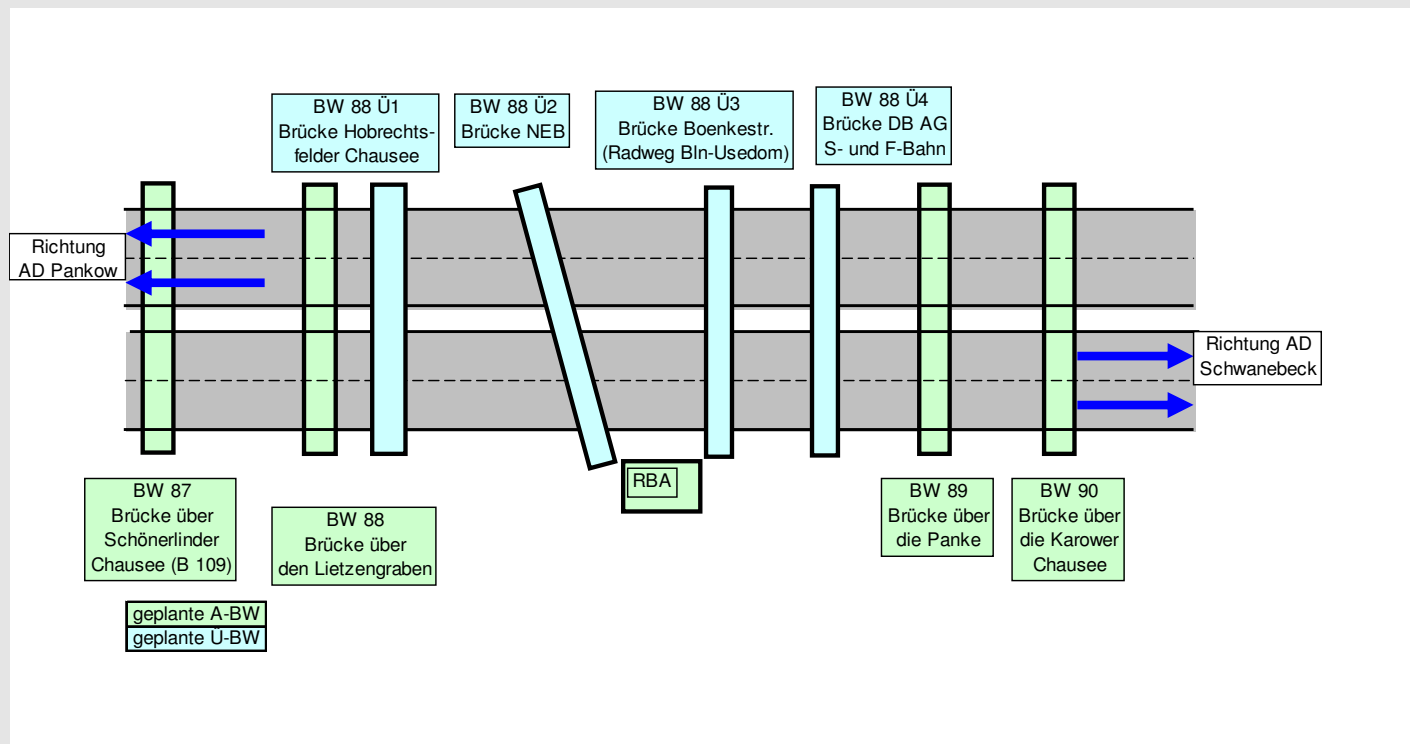 BW 88 Ü1
Brücke Hobrechts-
felder Chausee
BW 88 Ü2
Brücke NEB
BW 88 Ü3
Brücke Boenkestr.
(Radweg Bln-Usedom)
BW 88 Ü4
Brücke DB AG
S- und F-Bahn
Richtung
AD Pankow
Richtung AD
Schwanebeck
RBA
BW 87
Brücke über
Schönerlinder
Chausee (B 109)
BW 88
Brücke über
den Lietzengraben
BW 89
Brücke über
die Panke
BW 90
Brücke über
die Karower
Chausee
geplante A-BW
geplante Ü-BW